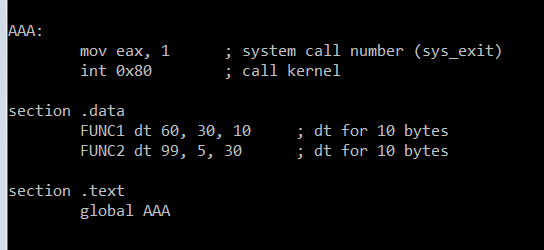 AAA:
mov eax, 1 ; system call number (sys_exit)
int 0x80 ; call kernel
section .data
FUNC1 dt 60, 30, 10 ; dt for 10 bytes
FUNC2 dt 99, 5, 30 ; dt for 10 bytes
section .text
global AAA